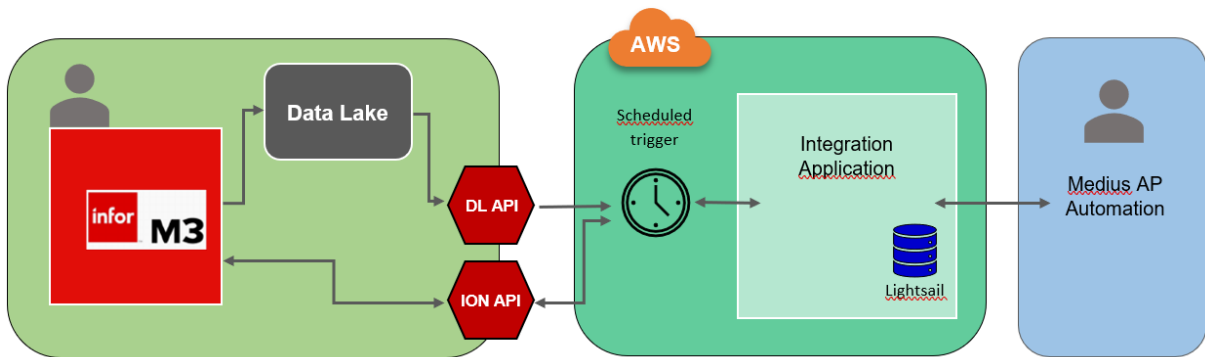 AWS
Data Lake
Scheduled
trigger
Integration
Application
infor
M3
DL API
Medius AP
Automation
ION API
Lightsail